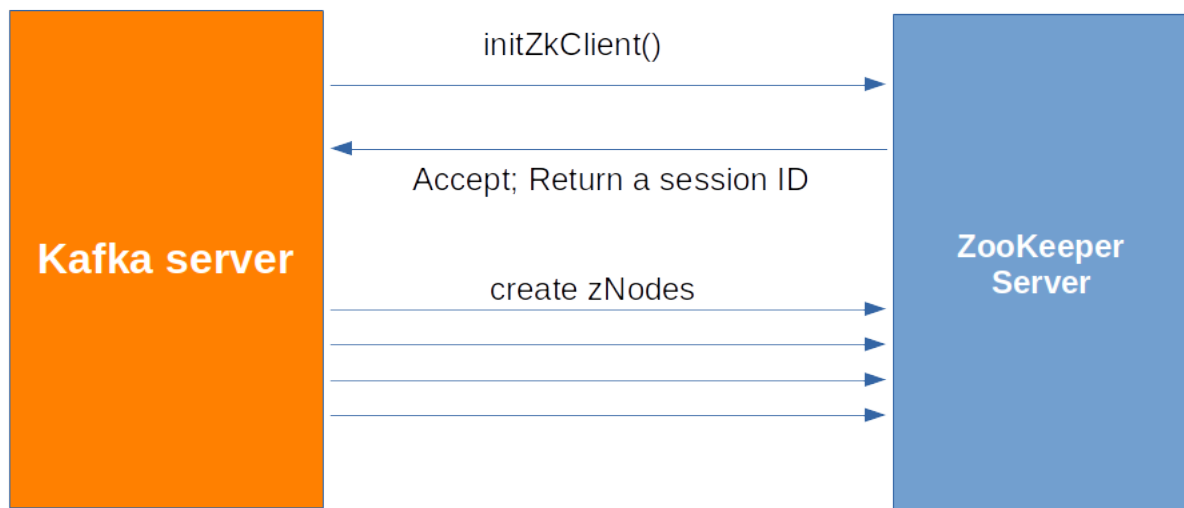 initZkClient()
Accept; Return a session ID
Kafka server
ZooKeeper
Server
create zNodes